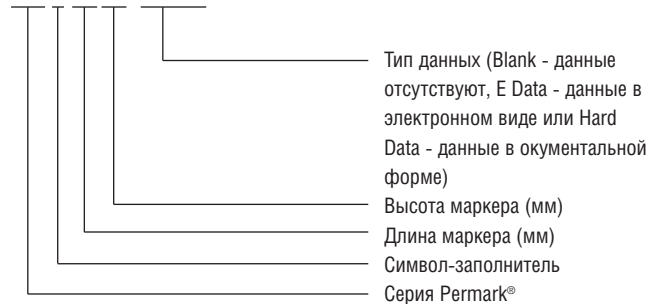 Тип данных (Blank - данные
отсутствуют, E Data - данные в
электронном виде или Hard
Data - данные в окументальной
форме)
Высота маркера (мм)
Длина маркера (мм)
Символ-заполнитель
Серия Permark®